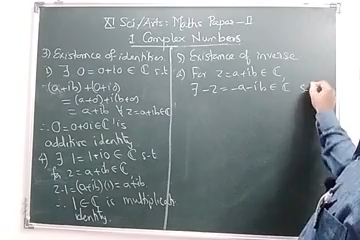 XI Sci/Arts: Maths Paper-II
1 Complex Numbers
3) Existence of identities
1) ∃ 0=0+i0 ∈ ℂ s.t
(a+ib)+(0+i0)
=(a+0)+i(b+0)
= a+ib ∀ z=a+ib∈ℂ
∴ 0=0+0i∈ℂ is
additive identity
4) ∃ 1=1+i0 ∈ ℂ s-t
for z=a+ib∈ℂ
z·1=(a+ib)(1)=a+ib
∴ 1∈ℂ is multiplicative
identity.
5) Existence of inverse
a) For z=a+ib∈ℂ,
∃ -z=-a-ib∈ℂ s